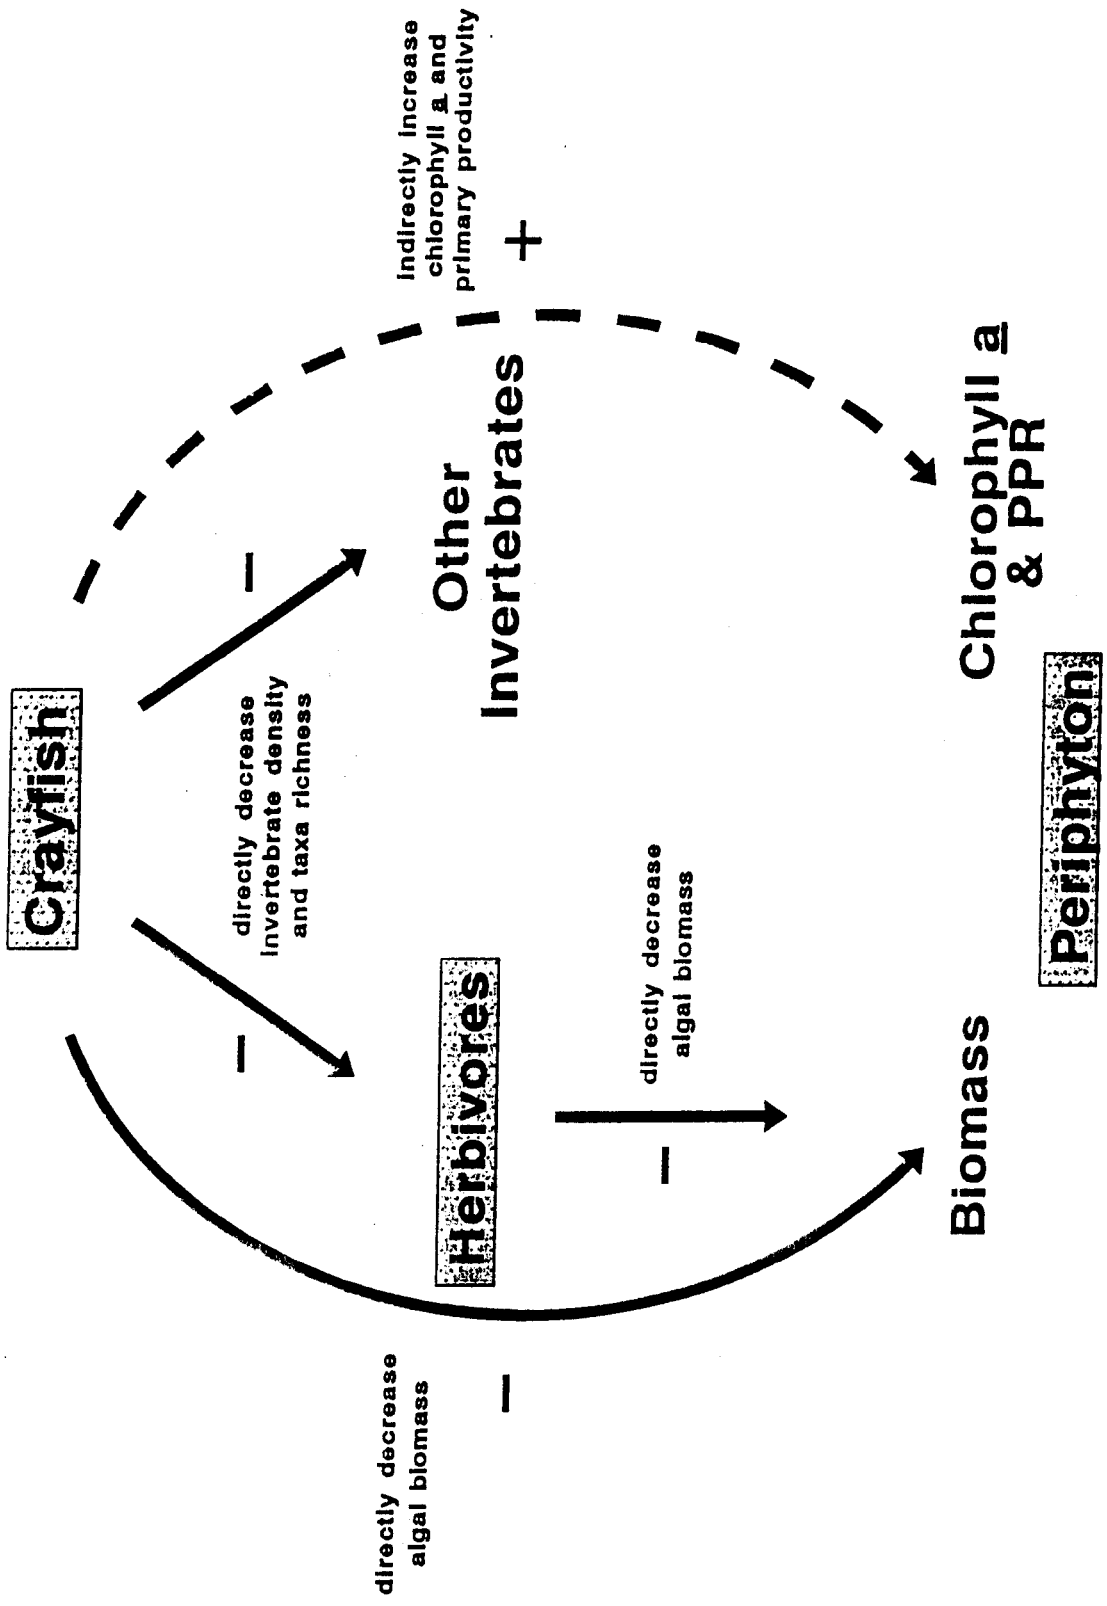 Crayfish
directly decrease
algal biomass
−
−
directly decrease
invertebrate density
and taxa richness
−
Indirectly increase
chlorophyll a and
primary productivity
+
Herbivores
Other
Invertebrates
−
directly decrease
algal biomass
Biomass
Chlorophyll a
& PPR
Periphyton